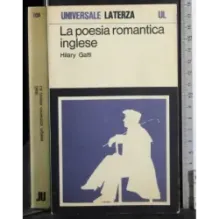 UNIVERSALE LATERZA UL
La poesia romantica
inglese
Hilary Gatti